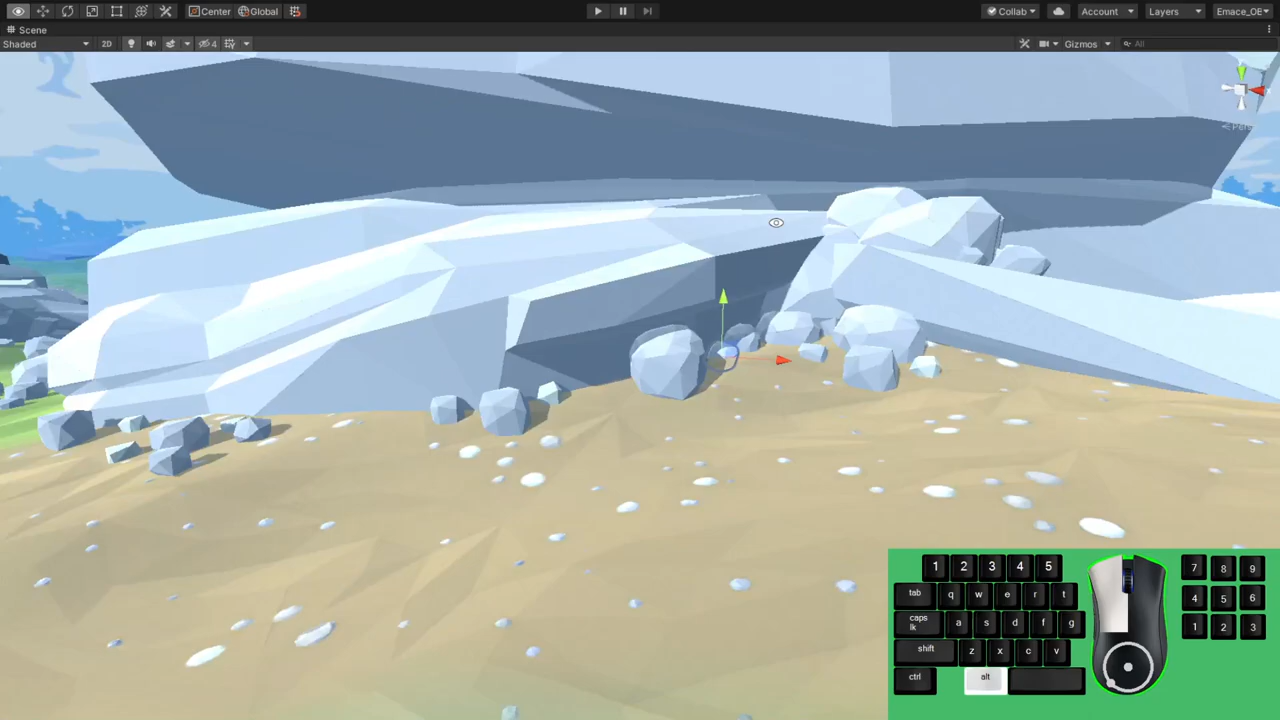 Center Global Collab Account Layers Emace_OE
Scene
Shaded 2D 4 Gizmos All
Pers
1 2 3 4 5 7 8 9
tab q w e r t 4 5 6
caps lk a s d f g 1 2 3
shift z x c v
ctrl alt